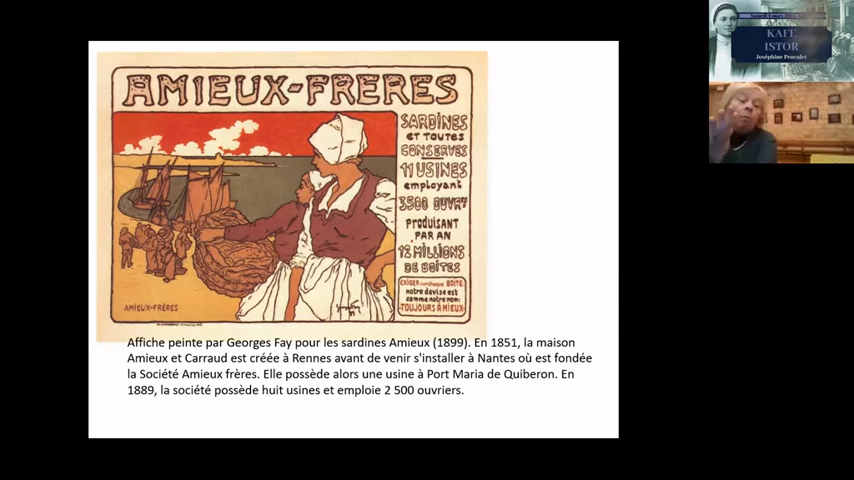 AMIEUX-FRERES
SARDINES
ET TOUTES
CONSERVES
11 USINES
employant
3500 OUVRrs
PRODUISANT
PAR AN
12 MILLIONS
DE BOÎTES
EXIGER BOITE
notre devise est
comme notre nom:
TOUJOURS À MIEUX
AMIEUX-FRÈRES
Affiche peinte par Georges Fay pour les sardines Amieux (1899). En 1851, la maison
Amieux et Carraud est créée à Rennes avant de venir s'installer à Nantes où est fondée
la Société Amieux frères. Elle possède alors une usine à Port Maria de Quiberon. En
1889, la société possède huit usines et emploie 2 500 ouvriers.
KAFE
ISTOR
Joséphine Pencalet